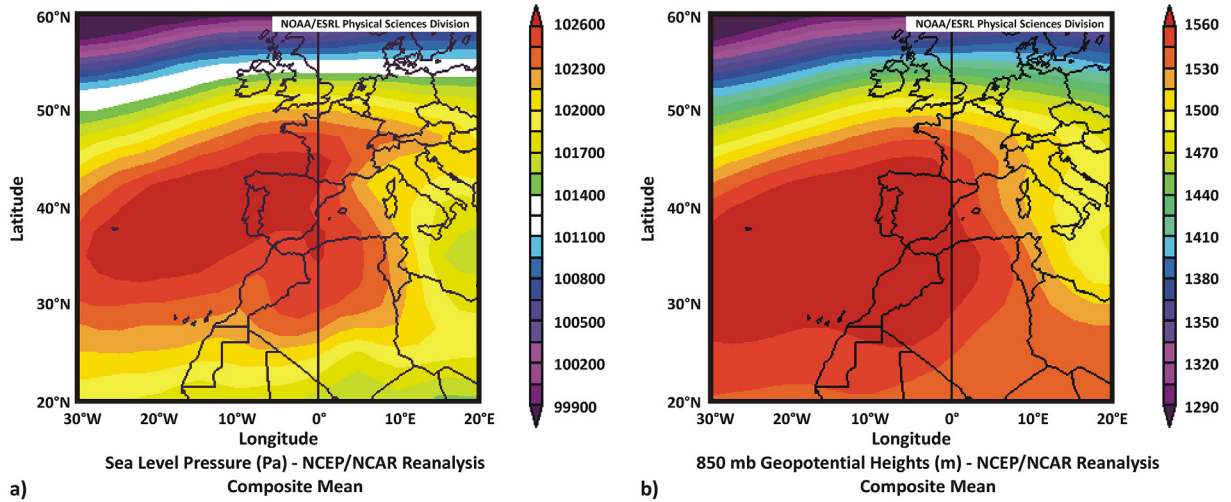 60°N
50°N
40°N
30°N
20°N
Latitude
NOAA/ESRL Physical Sciences Division
30°W
20°W
10°W
0°
10°E
20°E
Longitude
102600
102300
102000
101700
101400
101100
100800
100500
100200
99900
Sea Level Pressure (Pa) - NCEP/NCAR Reanalysis
Composite Mean
a)
60°N
50°N
40°N
30°N
20°N
Latitude
NOAA/ESRL Physical Sciences Division
30°W
20°W
10°W
0°
10°E
20°E
Longitude
1560
1530
1500
1470
1440
1410
1380
1350
1320
1290
850 mb Geopotential Heights (m) - NCEP/NCAR Reanalysis
Composite Mean
b)